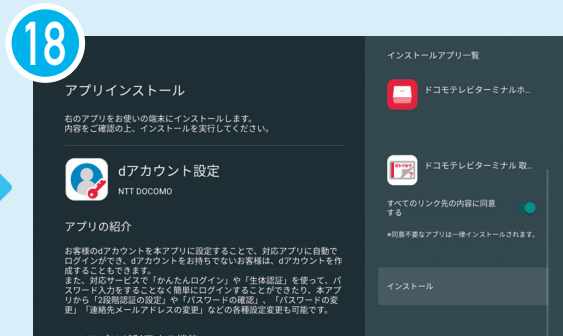 18
アプリインストール
右のアプリをお使いの端末にインストールします。
内容をご確認の上、インストールを実行してください。
dアカウント設定
NTT DOCOMO
アプリの紹介
お客様のdアカウントを本アプリに設定することで、対応アプリに自動で
ログインができ、dアカウントをお持ちでないお客様は、dアカウントを作
成することもできます。
また、対応サービスで「かんたんログイン」や「生体認証」を使って、パ
スワード入力をすることなく簡単にログインすることができたり、本アプ
リから「2段階認証の設定」や「パスワードの確認」、「パスワードの変
更」「連絡先メールアドレスの変更」などの各種設定変更も可能です。
インストールアプリ一覧
ドコモテレビターミナルホ...
ドコモテレビターミナル 取...
すべてのリンク先の内容に同意
する
*同意不要なアプリは一律インストールされます。
インストール